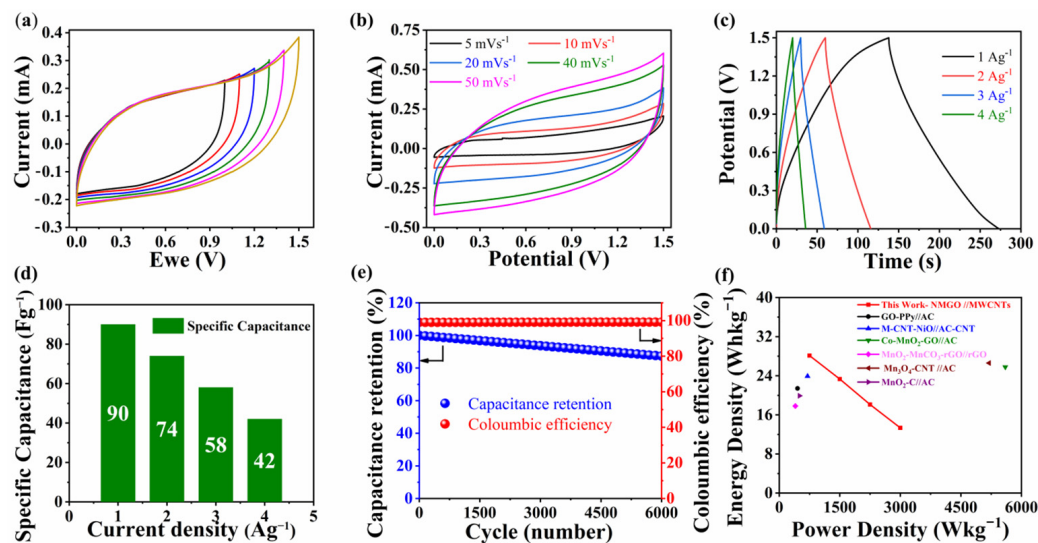 (a)
Current (mA)
0.4
0.3
0.2
0.1
0.0
−0.1
−0.2
−0.3
0.0 0.3 0.6 0.9 1.2 1.5
Ewe (V)
(b)
Current (mA)
0.75
0.50
0.25
0.00
−0.25
−0.50
5 mVs⁻¹ 10 mVs⁻¹
20 mVs⁻¹ 40 mVs⁻¹
50 mVs⁻¹
0.0 0.3 0.6 0.9 1.2 1.5
Potential (V)
(c)
Potential (V)
1.5
1.2
0.9
0.6
0.3
0.0
1 Ag⁻¹
2 Ag⁻¹
3 Ag⁻¹
4 Ag⁻¹
0 50 100 150 200 250 300
Time (s)
(d)
Specific Capacitance (Fg⁻¹)
100
80
60
40
20
0
Specific Capacitance
90
74
58
42
0 1 2 3 4 5
Current density (Ag⁻¹)
(e)
Capacitance retention (%)
120
100
80
60
40
20
0
Capacitance retention
Coloumbic efficiency
120
100
80
60
40
20
0
Coloumbic efficiency (%)
0 1500 3000 4500 6000
Cycle (number)
(f)
Energy Density (Whkg⁻¹)
40
32
24
16
8
0
This Work- NMGO //MWCNTs
GO-PPy//AC
M-CNT-NiO//AC-CNT
Co-MnO₂-GO//AC
Mn₃O₄-CNT //AC
MnO₂-C//AC
0 1500 3000 4500 6000
Power Density (Wkg⁻¹)